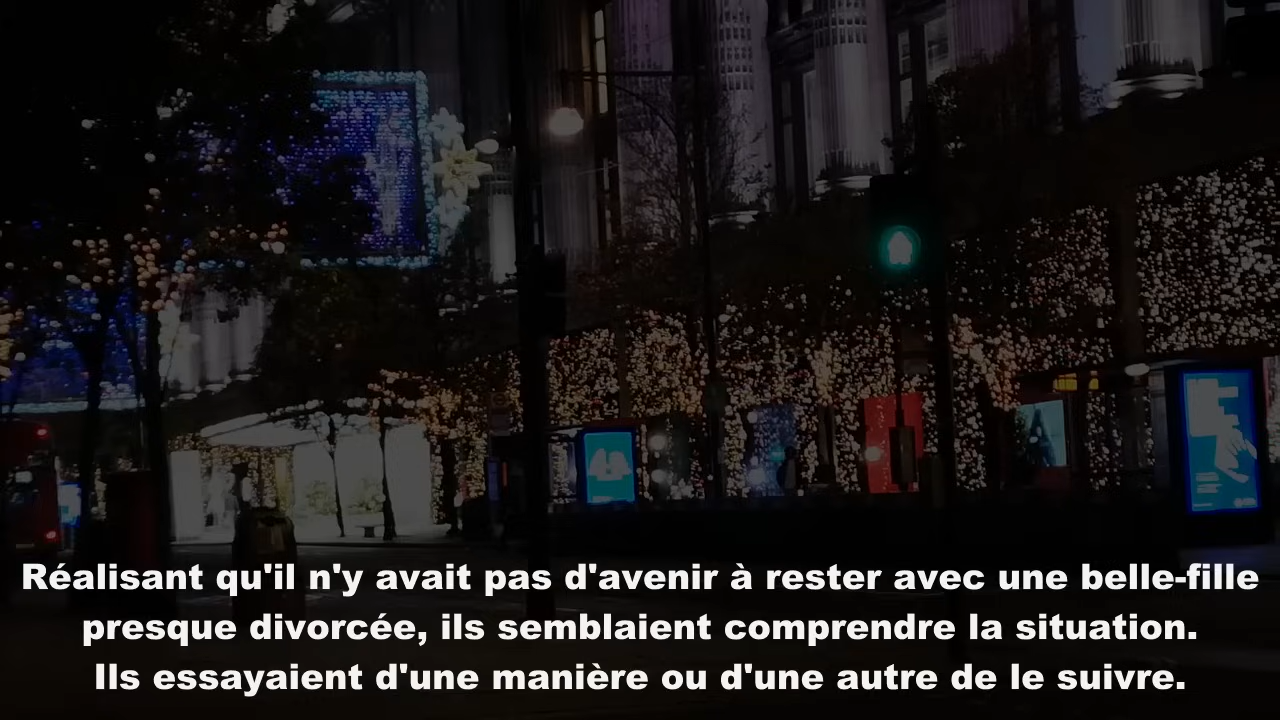 Réalisant qu'il n'y avait pas d'avenir à rester avec une belle-fille
presque divorcée, ils semblaient comprendre la situation.
Ils essayaient d'une manière ou d'une autre de le suivre.